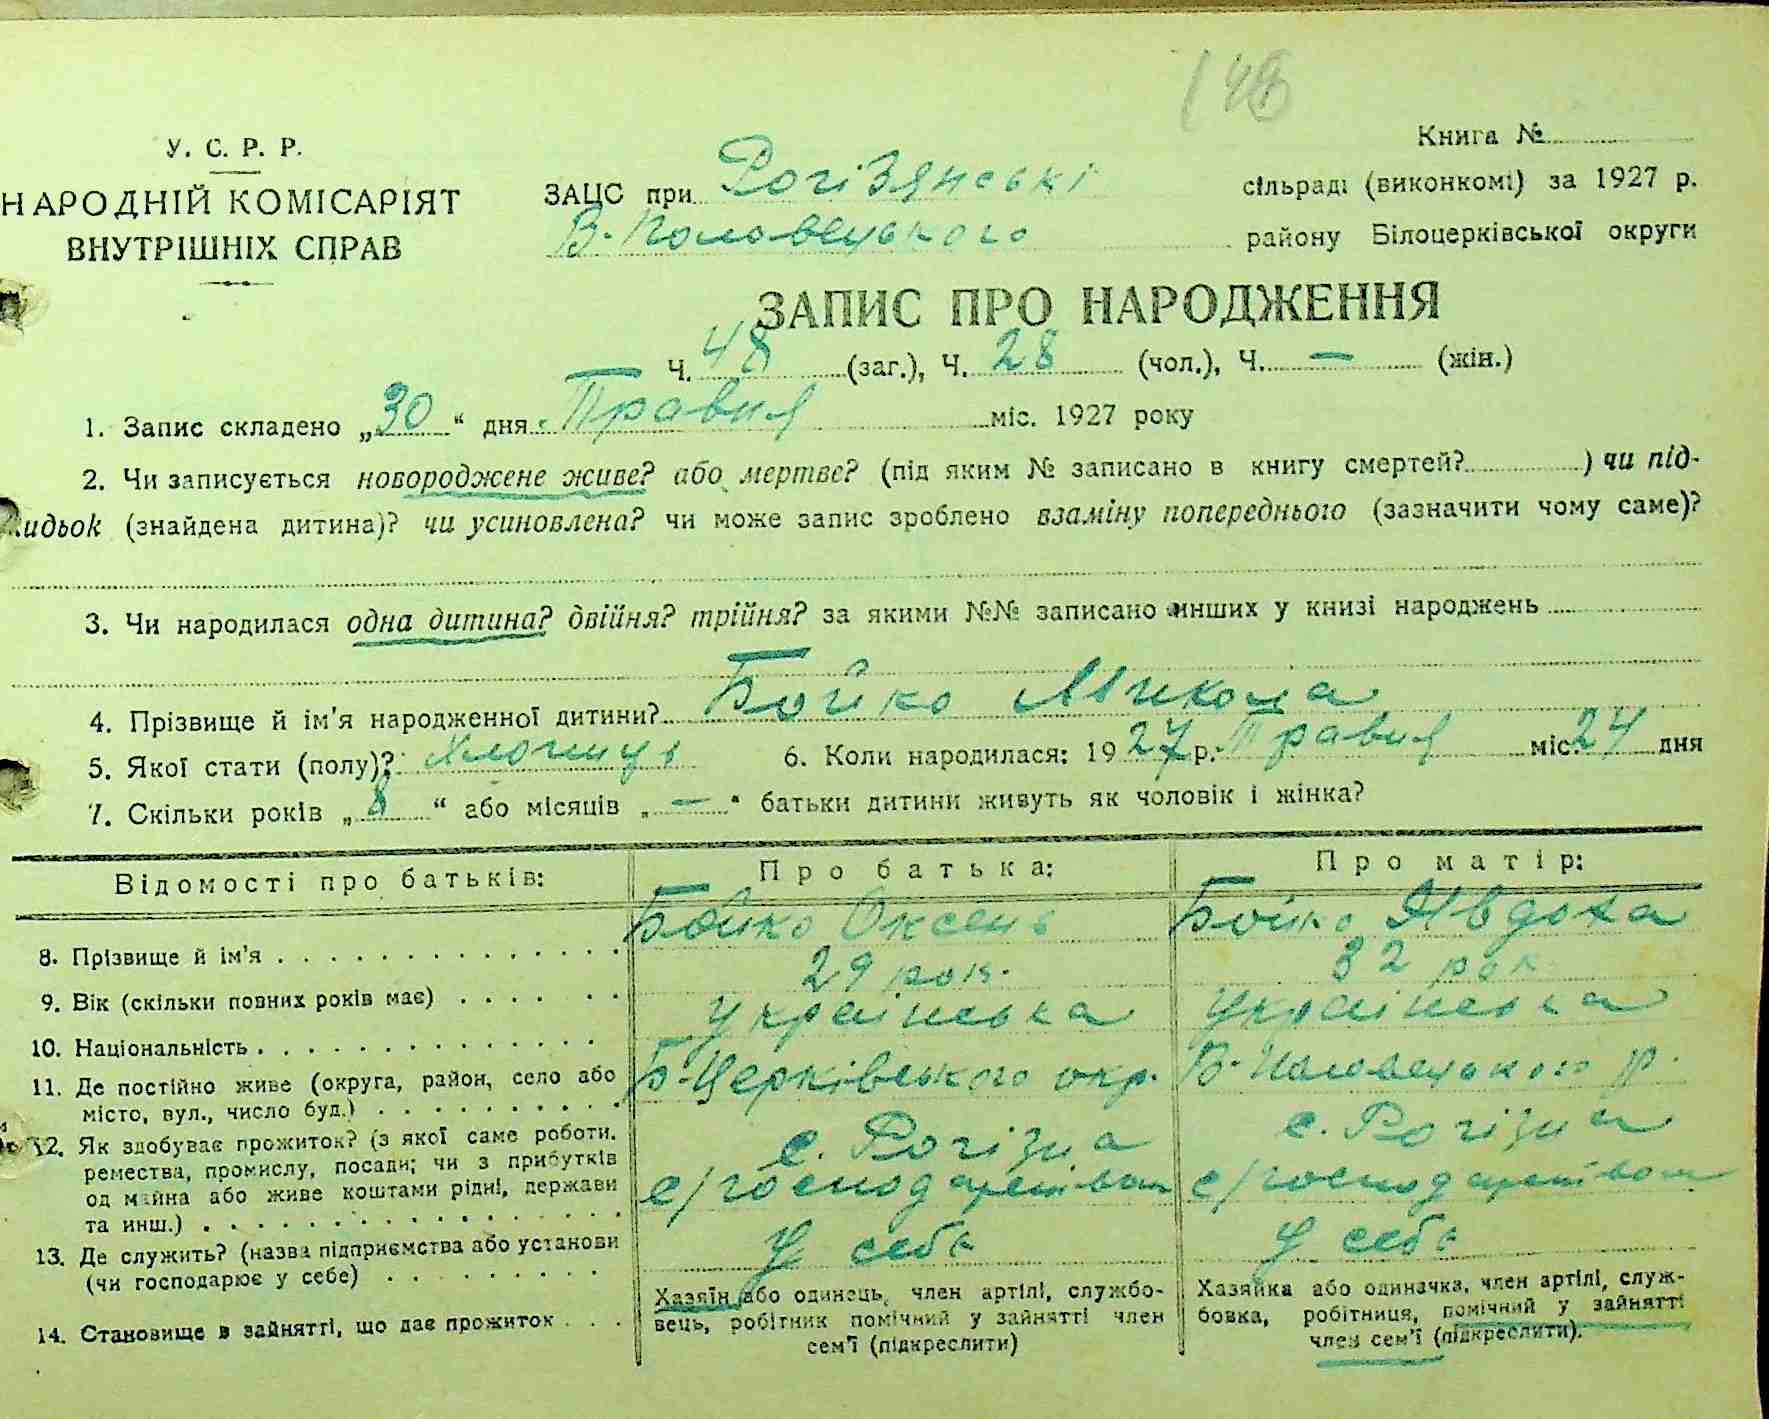 148
У. С. Р. Р.
НАРОДНІЙ КОМІСАРІЯТ
ВНУТРІШНІХ СПРАВ
Книга №
ЗАЦС при Рогізянські сільраді (виконкомі) за 1927 р.
В-Половецького району Білоцерківської округи
ЗАПИС ПРО НАРОДЖЕННЯ
Ч. 48 (заг.), Ч. 28 (чол.), Ч. — (жін.)
1. Запис складено „30“ дня Травня міс. 1927 року
2. Чи записується новороджене живе? або мертве? (під яким № записано в книгу смертей? ) чи під-
кидьок (знайдена дитина)? чи усиновлена? чи може запис зроблено взаміну попереднього (зазначити чому саме)?
3. Чи народилася одна дитина? двійня? трійня? за якими №№ записано инших у книзі народжень
4. Прізвище й ім'я народженної дитини? Бойко Микола
5. Якої стати (полу)? Хлопець 6. Коли народилася: 1927 р. Травня міс. 24 дня
7. Скільки років „8“ або місяців „—“ батьки дитини живуть як чоловік і жінка?
Відомості про батьків: Про батька: Про матір:
8. Прізвище й ім'я Бойко Оксень Бойко Явдоха
9. Вік (скільки повних років має) 29 рок. 32 рок
10. Національність українська українська
11. Де постійно живе (округа, район, село або Б-Церківського окр. В-Половецького р.
місто, вул., число буд.) с. Рогізна с. Рогізна
12. Як здобуває прожиток? (з якої саме роботи,
ремества, промислу, посади; чи з прибутків
од майна або живе коштами рідні, держави с/господарством с/господарством
та инш.)
13. Де служить? (назва підприємства або установи у себе у себе
(чи господарює у себе)
14. Становище в зайнятті, що дає прожиток
Хазяїн або одинець, член артілі, службо-
вець, робітник помічний у зайнятті член
сем'ї (підкреслити)
Хазяйка або одиначка, член артілі, служ-
бовка, робітниця, помічний у зайнятті
член сем'ї (підкреслити).